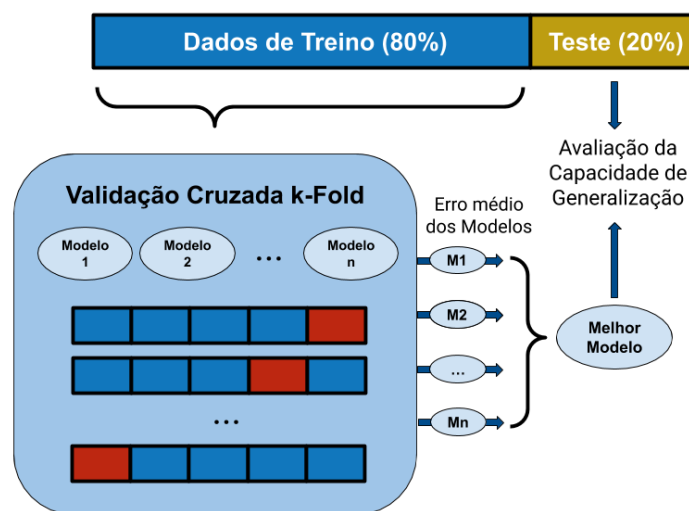 Dados de Treino (80%)
Teste (20%)
Avaliação da
Capacidade de
Generalização
Validação Cruzada k-Fold
Modelo
1
Modelo
2
...
Modelo
n
Erro médio
dos Modelos
M1
M2
...
Mn
...
Melhor
Modelo